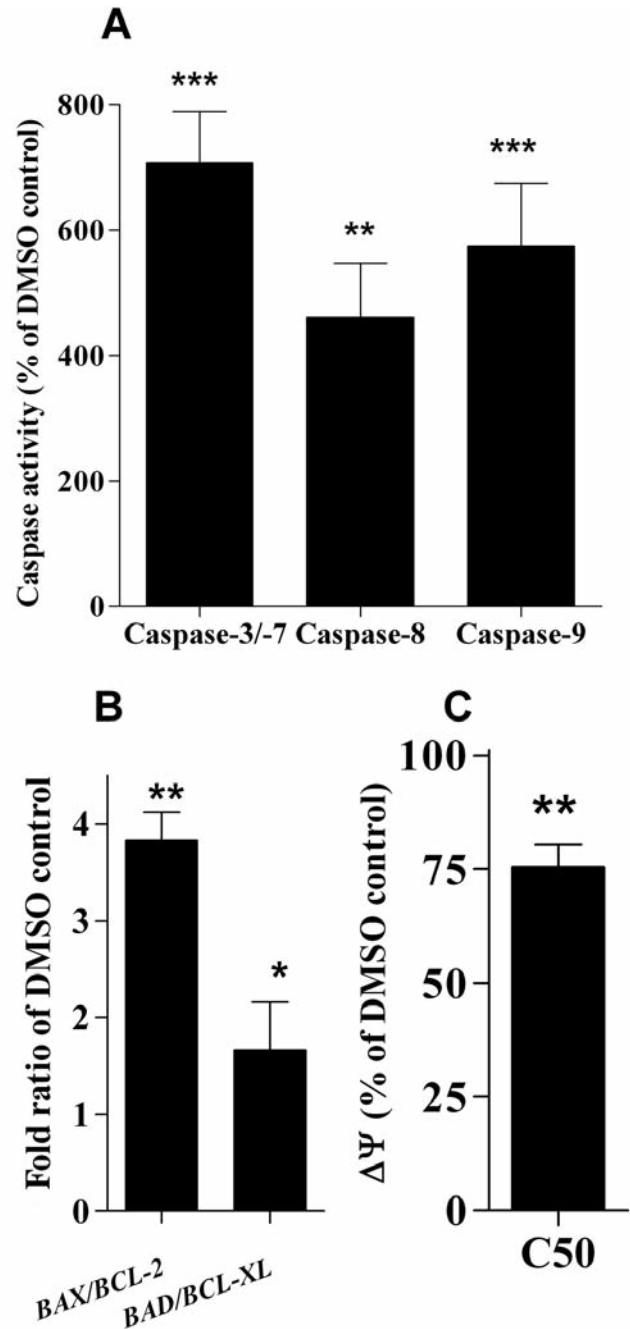 A
Caspase activity (% of DMSO control)
800
600
400
200
0
***
**
***
Caspase-3/-7 Caspase-8 Caspase-9
B
Fold ratio of DMSO control
4
3
2
1
0
**
*
BAX/BCL-2
BAD/BCL-XL
C
ΔΨ (% of DMSO control)
100
75
50
25
0
**
C50